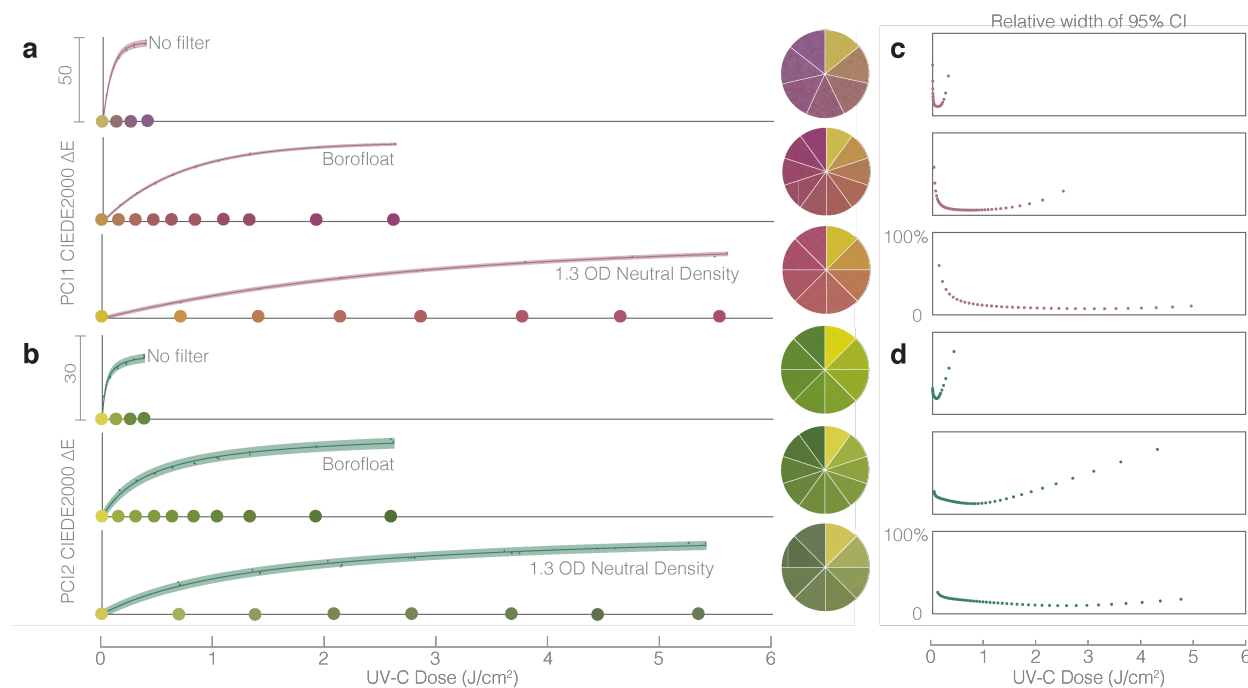 Relative width of 95% CI
a
No filter
c
50
Borofloat
PCI1 CIEDE2000 ΔE
100%
1.3 OD Neutral Density
0
b
No filter
d
30
Borofloat
PCI2 CIEDE2000 ΔE
100%
1.3 OD Neutral Density
0
0 1 2 3 4 5 6
UV-C Dose (J/cm²)
0 1 2 3 4 5 6
UV-C Dose (J/cm²)